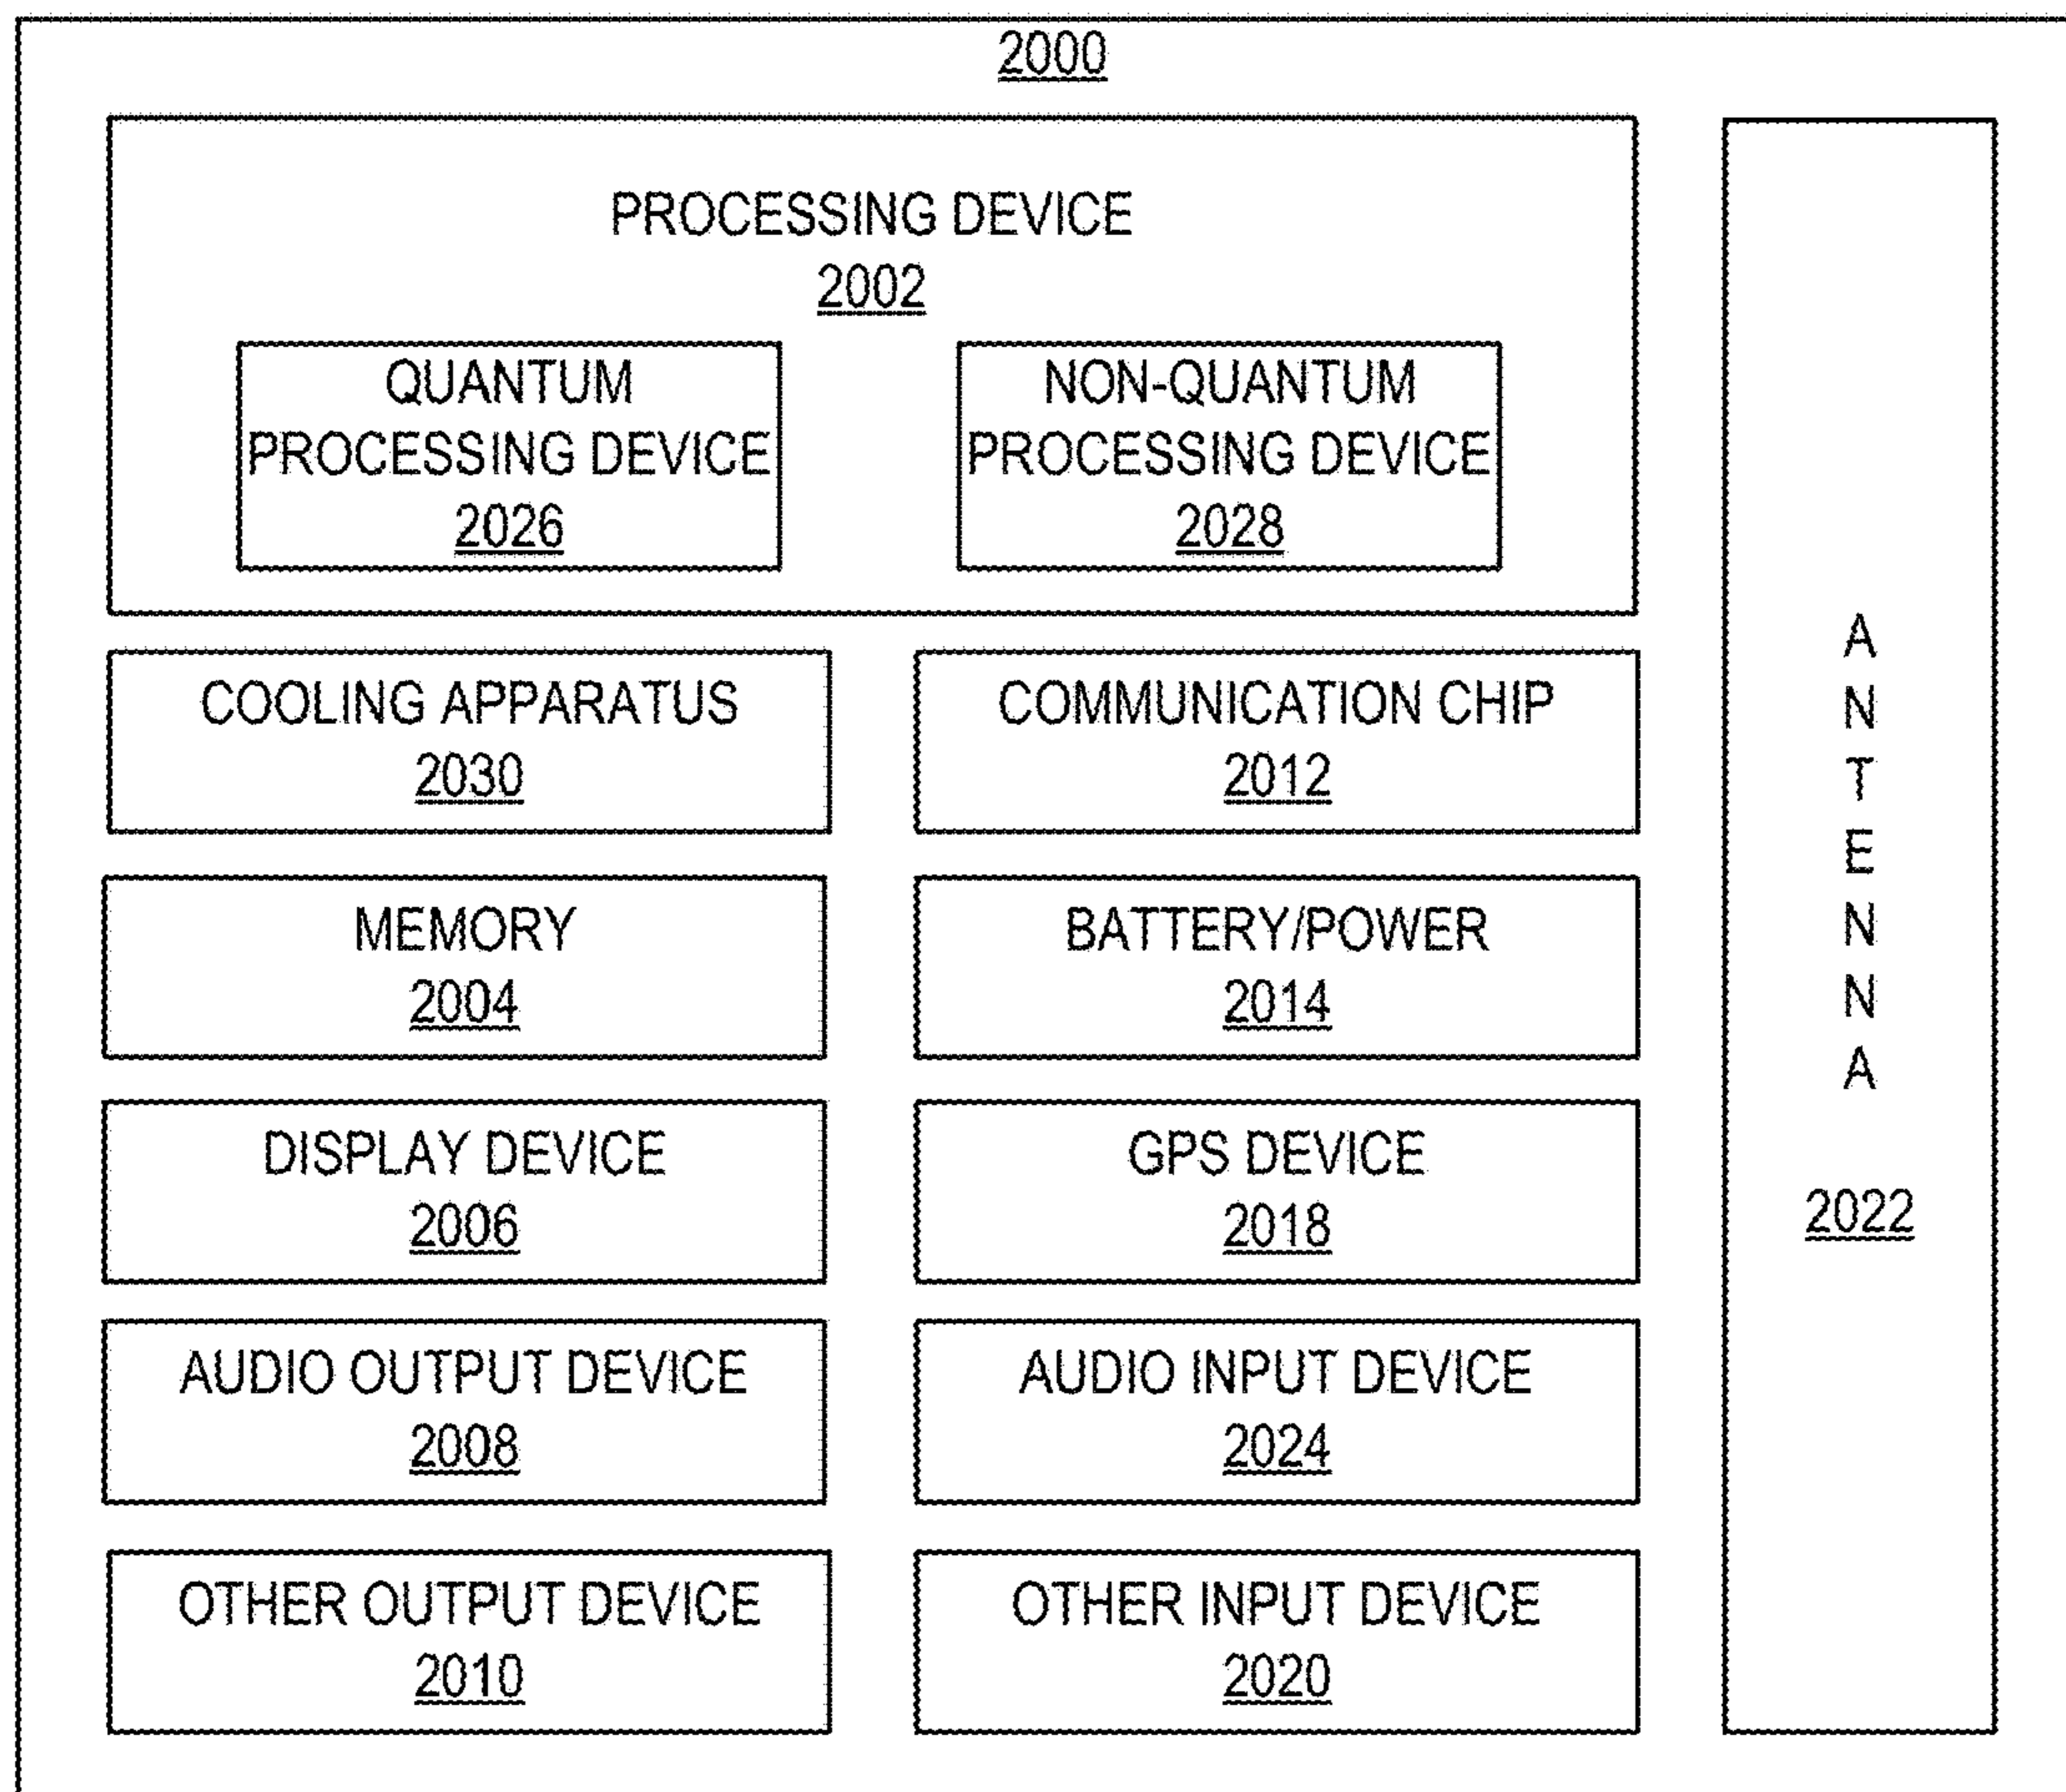 2000
PROCESSING DEVICE
2002
QUANTUM
PROCESSING DEVICE
2026
NON-QUANTUM
PROCESSING DEVICE
2028
COOLING APPARATUS
2030
COMMUNICATION CHIP
2012
MEMORY
2004
BATTERY/POWER
2014
DISPLAY DEVICE
2006
GPS DEVICE
2018
AUDIO OUTPUT DEVICE
2008
AUDIO INPUT DEVICE
2024
OTHER OUTPUT DEVICE
2010
OTHER INPUT DEVICE
2020
ANTENNA
2022